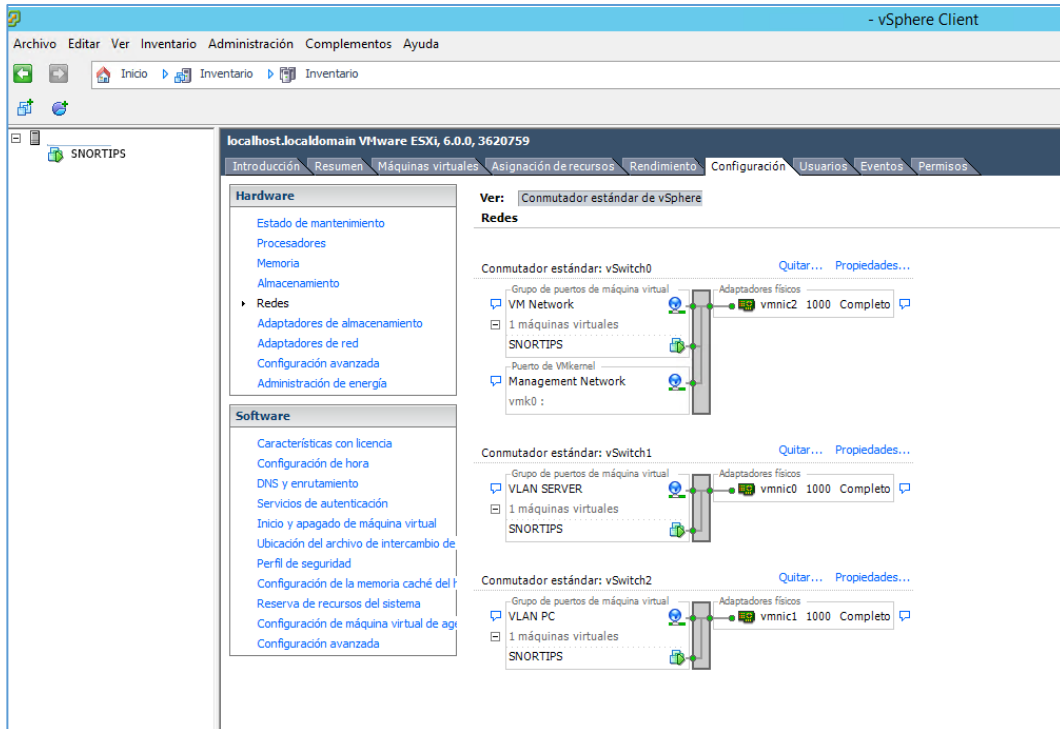 - vSphere Client
Archivo Editar Ver Inventario Administración Complementos Ayuda
Inicio Inventario Inventario
SNORTIPS
localhost.localdomain VMware ESXi, 6.0.0, 3620759
Introducción Resumen Máquinas virtuales Asignación de recursos Rendimiento Configuración Usuarios Eventos Permisos
Hardware
Estado de mantenimiento
Procesadores
Memoria
Almacenamiento
Redes
Adaptadores de almacenamiento
Adaptadores de red
Configuración avanzada
Administración de energía
Software
Características con licencia
Configuración de hora
DNS y enrutamiento
Servicios de autenticación
Inicio y apagado de máquina virtual
Ubicación del archivo de intercambio de
Perfil de seguridad
Configuración de la memoria caché del h
Reserva de recursos del sistema
Configuración de máquina virtual de age
Configuración avanzada
Ver: Conmutador estándar de vSphere
Redes
Conmutador estándar: vSwitch0 Quitar... Propiedades...
Grupo de puertos de máquina virtual Adaptadores físicos
VM Network vmnic2 1000 Completo
1 máquinas virtuales
SNORTIPS
Puerto de VMkernel
Management Network
vmk0 :
Conmutador estándar: vSwitch1 Quitar... Propiedades...
Grupo de puertos de máquina virtual Adaptadores físicos
VLAN SERVER vmnic0 1000 Completo
1 máquinas virtuales
SNORTIPS
Conmutador estándar: vSwitch2 Quitar... Propiedades...
Grupo de puertos de máquina virtual Adaptadores físicos
VLAN PC vmnic1 1000 Completo
1 máquinas virtuales
SNORTIPS